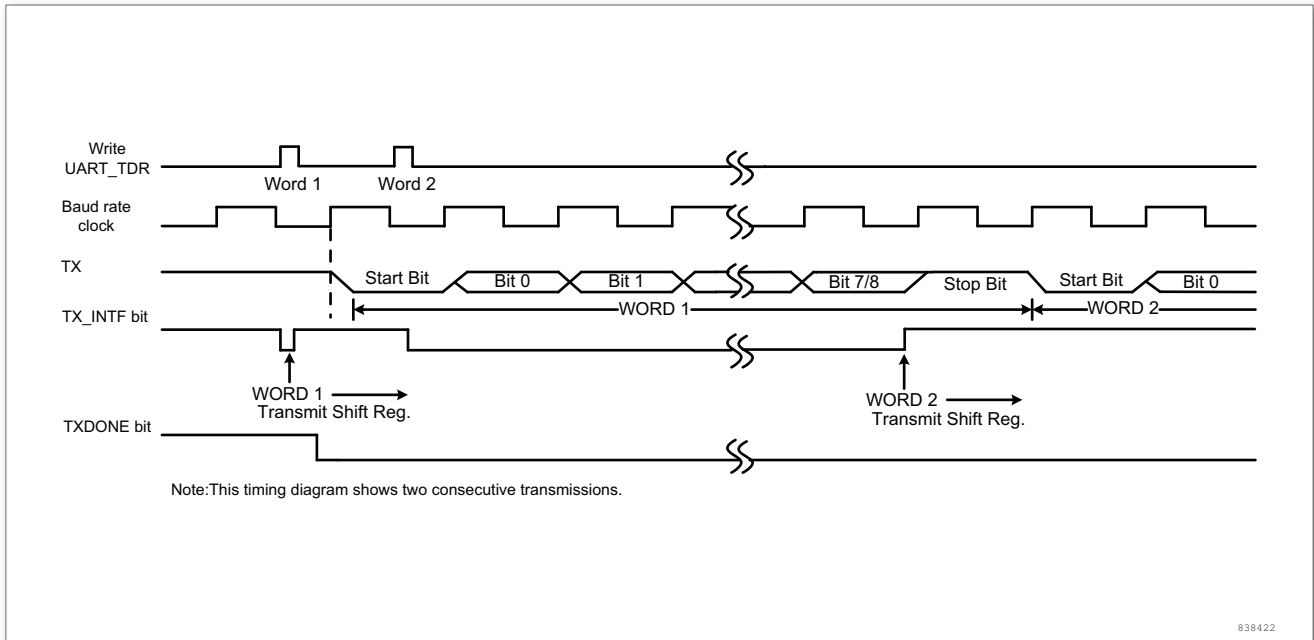 Write
UART_TDR
Word 1 Word 2
Baud rate
clock
TX
Start Bit Bit 0 Bit 1 Bit 7/8 Stop Bit Start Bit Bit 0
WORD 1 WORD 2
TX_INTF bit
WORD 1
Transmit Shift Reg.
WORD 2
Transmit Shift Reg.
TXDONE bit
Note:This timing diagram shows two consecutive transmissions.
838422